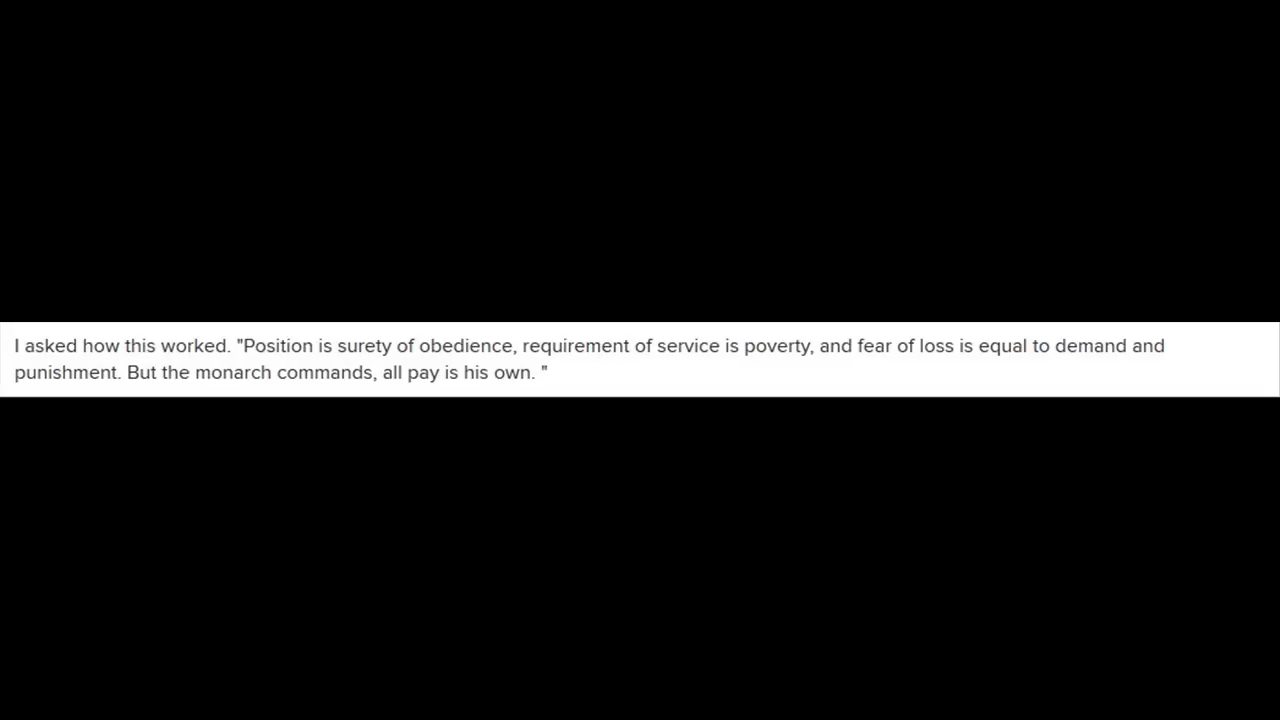 I asked how this worked. "Position is surety of obedience, requirement of service is poverty, and fear of loss is equal to demand and
punishment. But the monarch commands, all pay is his own. "